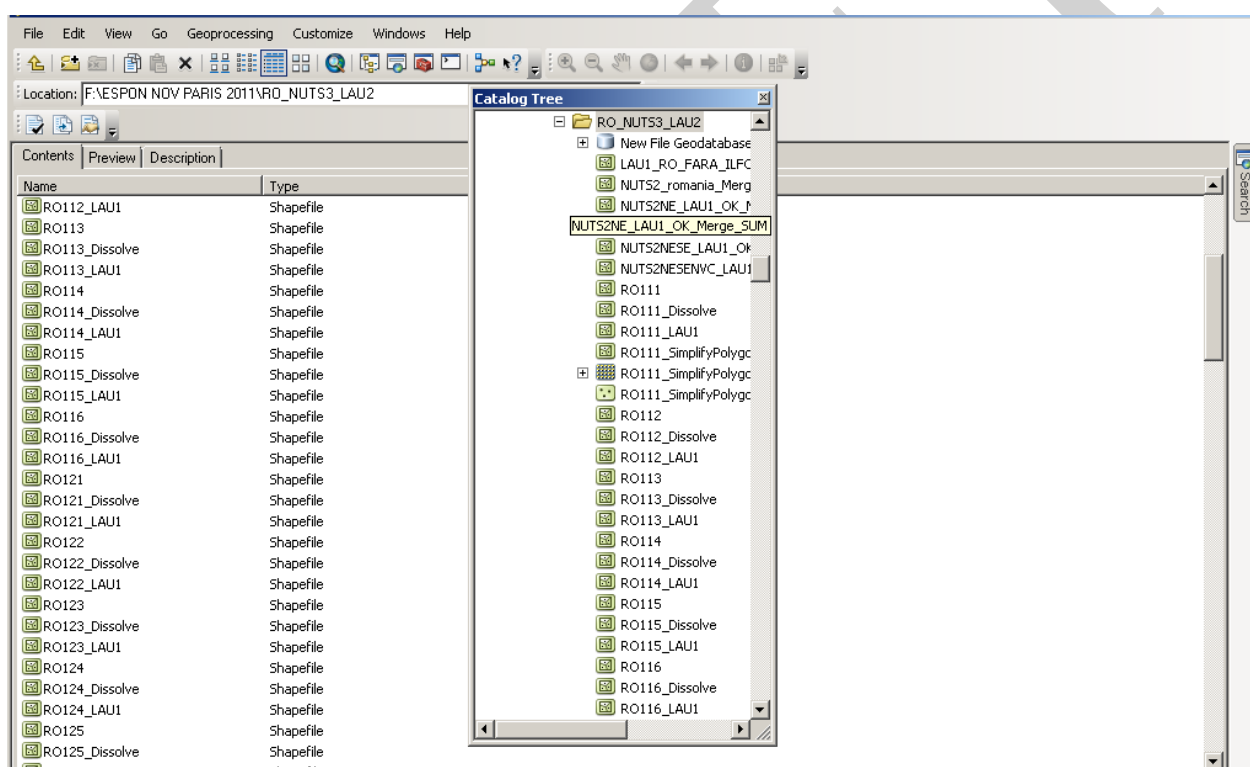 File Edit View Go Geoprocessing Customize Windows Help
Location: F:\ESPON NOV PARIS 2011\RO_NUTS3_LAU2
Contents Preview Description
Name Type
RO112_LAU1 Shapefile
RO113 Shapefile
RO113_Dissolve Shapefile
RO113_LAU1 Shapefile
RO114 Shapefile
RO114_Dissolve Shapefile
RO114_LAU1 Shapefile
RO115 Shapefile
RO115_Dissolve Shapefile
RO115_LAU1 Shapefile
RO116 Shapefile
RO116_Dissolve Shapefile
RO116_LAU1 Shapefile
RO121 Shapefile
RO121_Dissolve Shapefile
RO121_LAU1 Shapefile
RO122 Shapefile
RO122_Dissolve Shapefile
RO122_LAU1 Shapefile
RO123 Shapefile
RO123_Dissolve Shapefile
RO123_LAU1 Shapefile
RO124 Shapefile
RO124_Dissolve Shapefile
RO124_LAU1 Shapefile
RO125 Shapefile
RO125_Dissolve Shapefile
Catalog Tree
RO_NUTS3_LAU2
New File Geodatabase
LAU1_RO_FARA_ILFO
NUTS2_romania_Merg
NUTS2NE_LAU1_OK_M
NUTS2NE_LAU1_OK_Merge_SUM
NUTS2NESE_LAU1_OK
NUTS2NESENVC_LAU1
RO111
RO111_Dissolve
RO111_LAU1
RO111_SimplifyPolygo
RO111_SimplifyPolygo
RO111_SimplifyPolygo
RO112
RO112_Dissolve
RO112_LAU1
RO113
RO113_Dissolve
RO113_LAU1
RO114
RO114_Dissolve
RO114_LAU1
RO115
RO115_Dissolve
RO115_LAU1
RO116
RO116_Dissolve
RO116_LAU1
Search